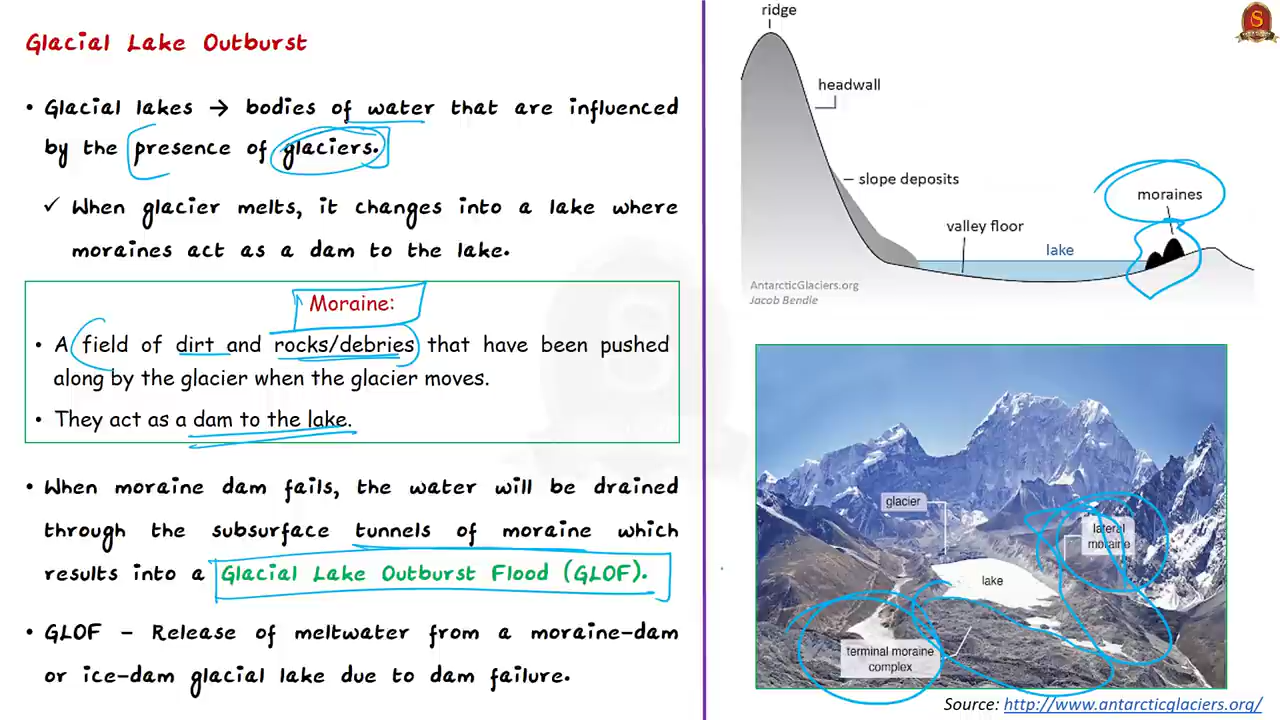 Glacial Lake Outburst
• Glacial lakes → bodies of water that are influenced
by the presence of glaciers.
✓ When glacier melts, it changes into a lake where
moraines act as a dam to the lake.
Moraine:
• A field of dirt and rocks/debries that have been pushed
along by the glacier when the glacier moves.
• They act as a dam to the lake.
• When moraine dam fails, the water will be drained
through the subsurface tunnels of moraine which
results into a Glacial Lake Outburst Flood (GLOF).
• GLOF – Release of meltwater from a moraine-dam
or ice-dam glacial lake due to dam failure.
ridge
headwall
slope deposits
moraines
valley floor
lake
AntarcticGlaciers.org
Jacob Bendle
glacier
lateral
moraine
lake
terminal moraine
complex
Source: http://www.antarcticglaciers.org/
S